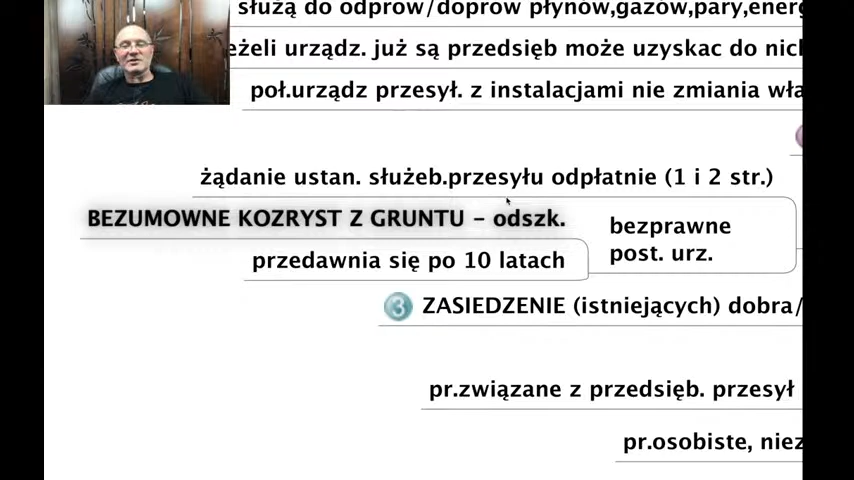 służą do odprow/doprow płynów,gazów,pary,energ
eżeli urządz. już są przedsięb może uzyskac do nich
poł.urządz przesył. z instalacjami nie zmiania wła
żądanie ustan. służeb.przesyłu odpłatnie (1 i 2 str.)
BEZUMOWNE KOZRYST Z GRUNTU - odszk.
bezprawne
post. urz.
przedawnia się po 10 latach
3 ZASIEDZENIE (istniejących) dobra/
pr.związane z przedsięb. przesył
pr.osobiste, niez